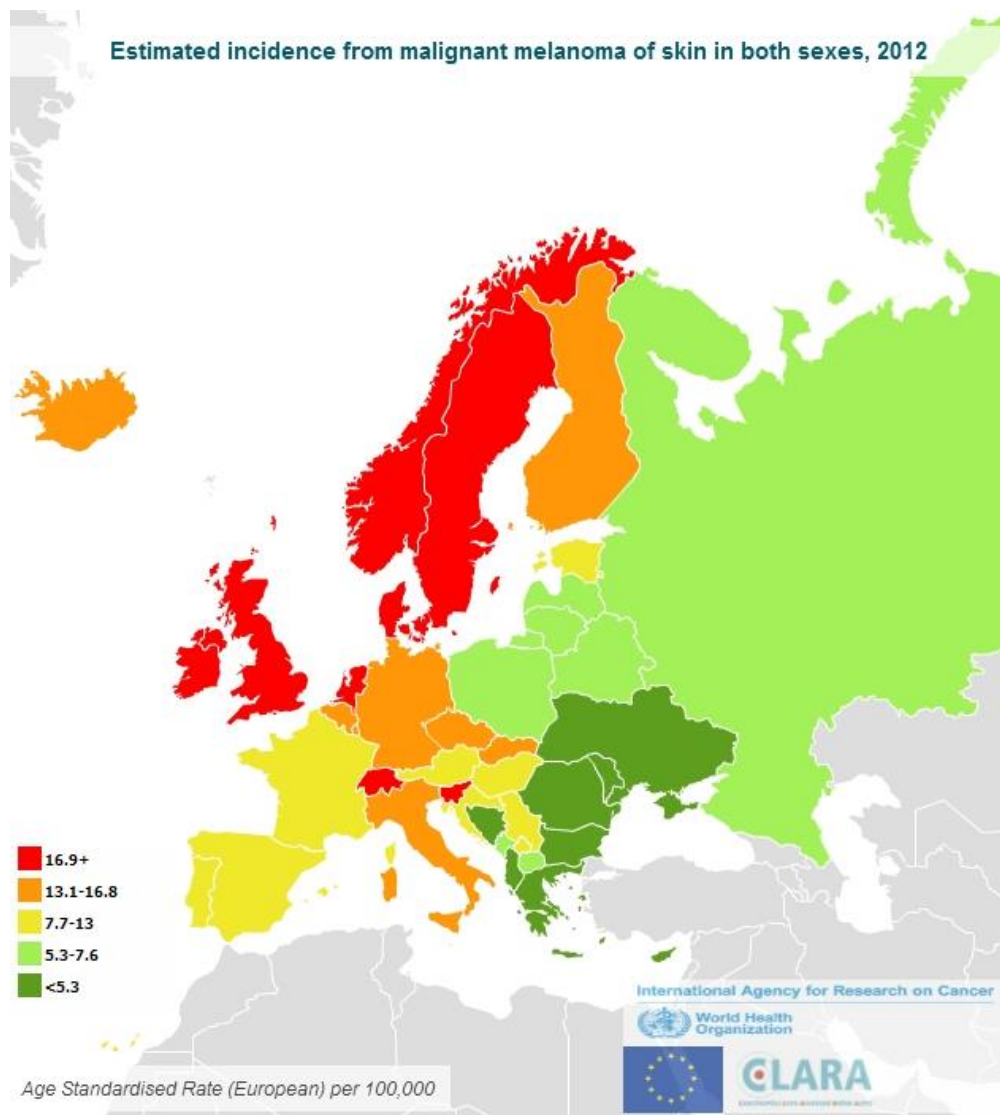 Estimated incidence from malignant melanoma of skin in both sexes, 2012
16.9+
13.1-16.8
7.7-13
5.3-7.6
<5.3
International Agency for Research on Cancer
World Health
Organization
CLARA
Age Standardised Rate (European) per 100,000